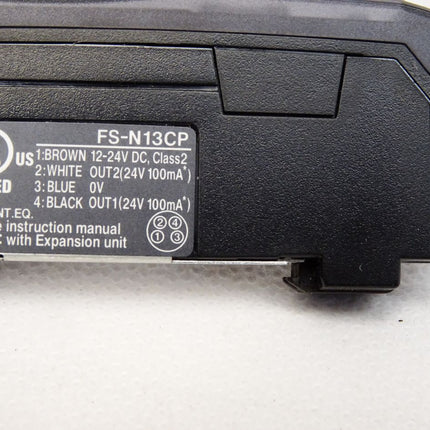 FS-N13CP
US 1:BROWN 12-24V DC, Class2
2:WHITE OUT2(24V 100mA*)
3:BLUE 0V
4:BLACK OUT1(24V 100mA*)
NT.EQ.
e instruction manual
with Expansion unit
② ④
① ③